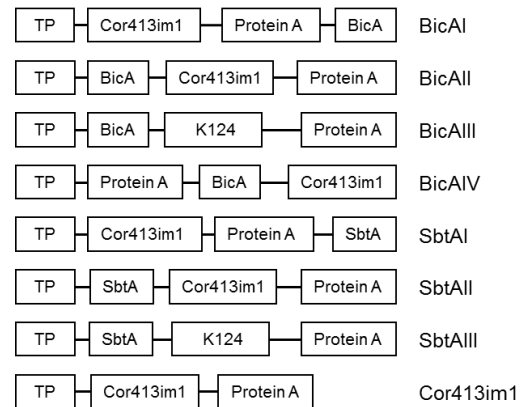 TP Cor413im1 Protein A BicA BicAI
TP BicA Cor413im1 Protein A BicAII
TP BicA K124 Protein A BicAIII
TP Protein A BicA Cor413im1 BicAIV
TP Cor413im1 Protein A SbtA SbtAI
TP SbtA Cor413im1 Protein A SbtAII
TP SbtA K124 Protein A SbtAIII
TP Cor413im1 Protein A Cor413im1